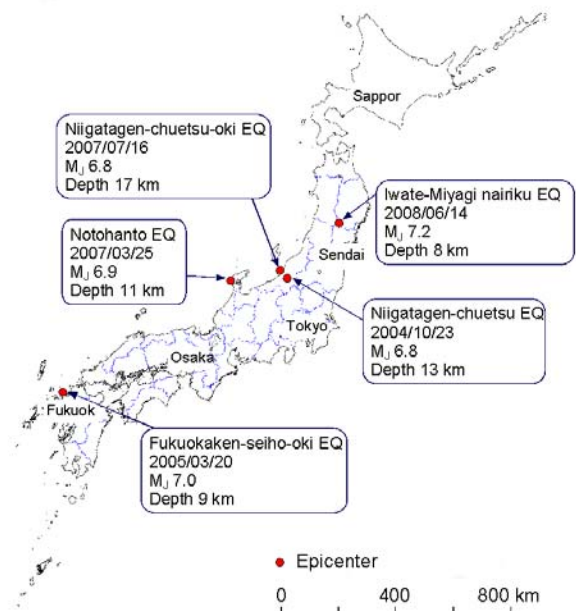 Sappor
Niigatagen-chuetsu-oki EQ
2007/07/16
MJ 6.8
Depth 17 km
Iwate-Miyagi nairiku EQ
2008/06/14
MJ 7.2
Depth 8 km
Notohanto EQ
2007/03/25
MJ 6.9
Depth 11 km
Sendai
Niigatagen-chuetsu EQ
2004/10/23
MJ 6.8
Depth 13 km
Tokyo
Osaka
Fukuok
Fukuokaken-seiho-oki EQ
2005/03/20
MJ 7.0
Depth 9 km
Epicenter
0 400 800 km